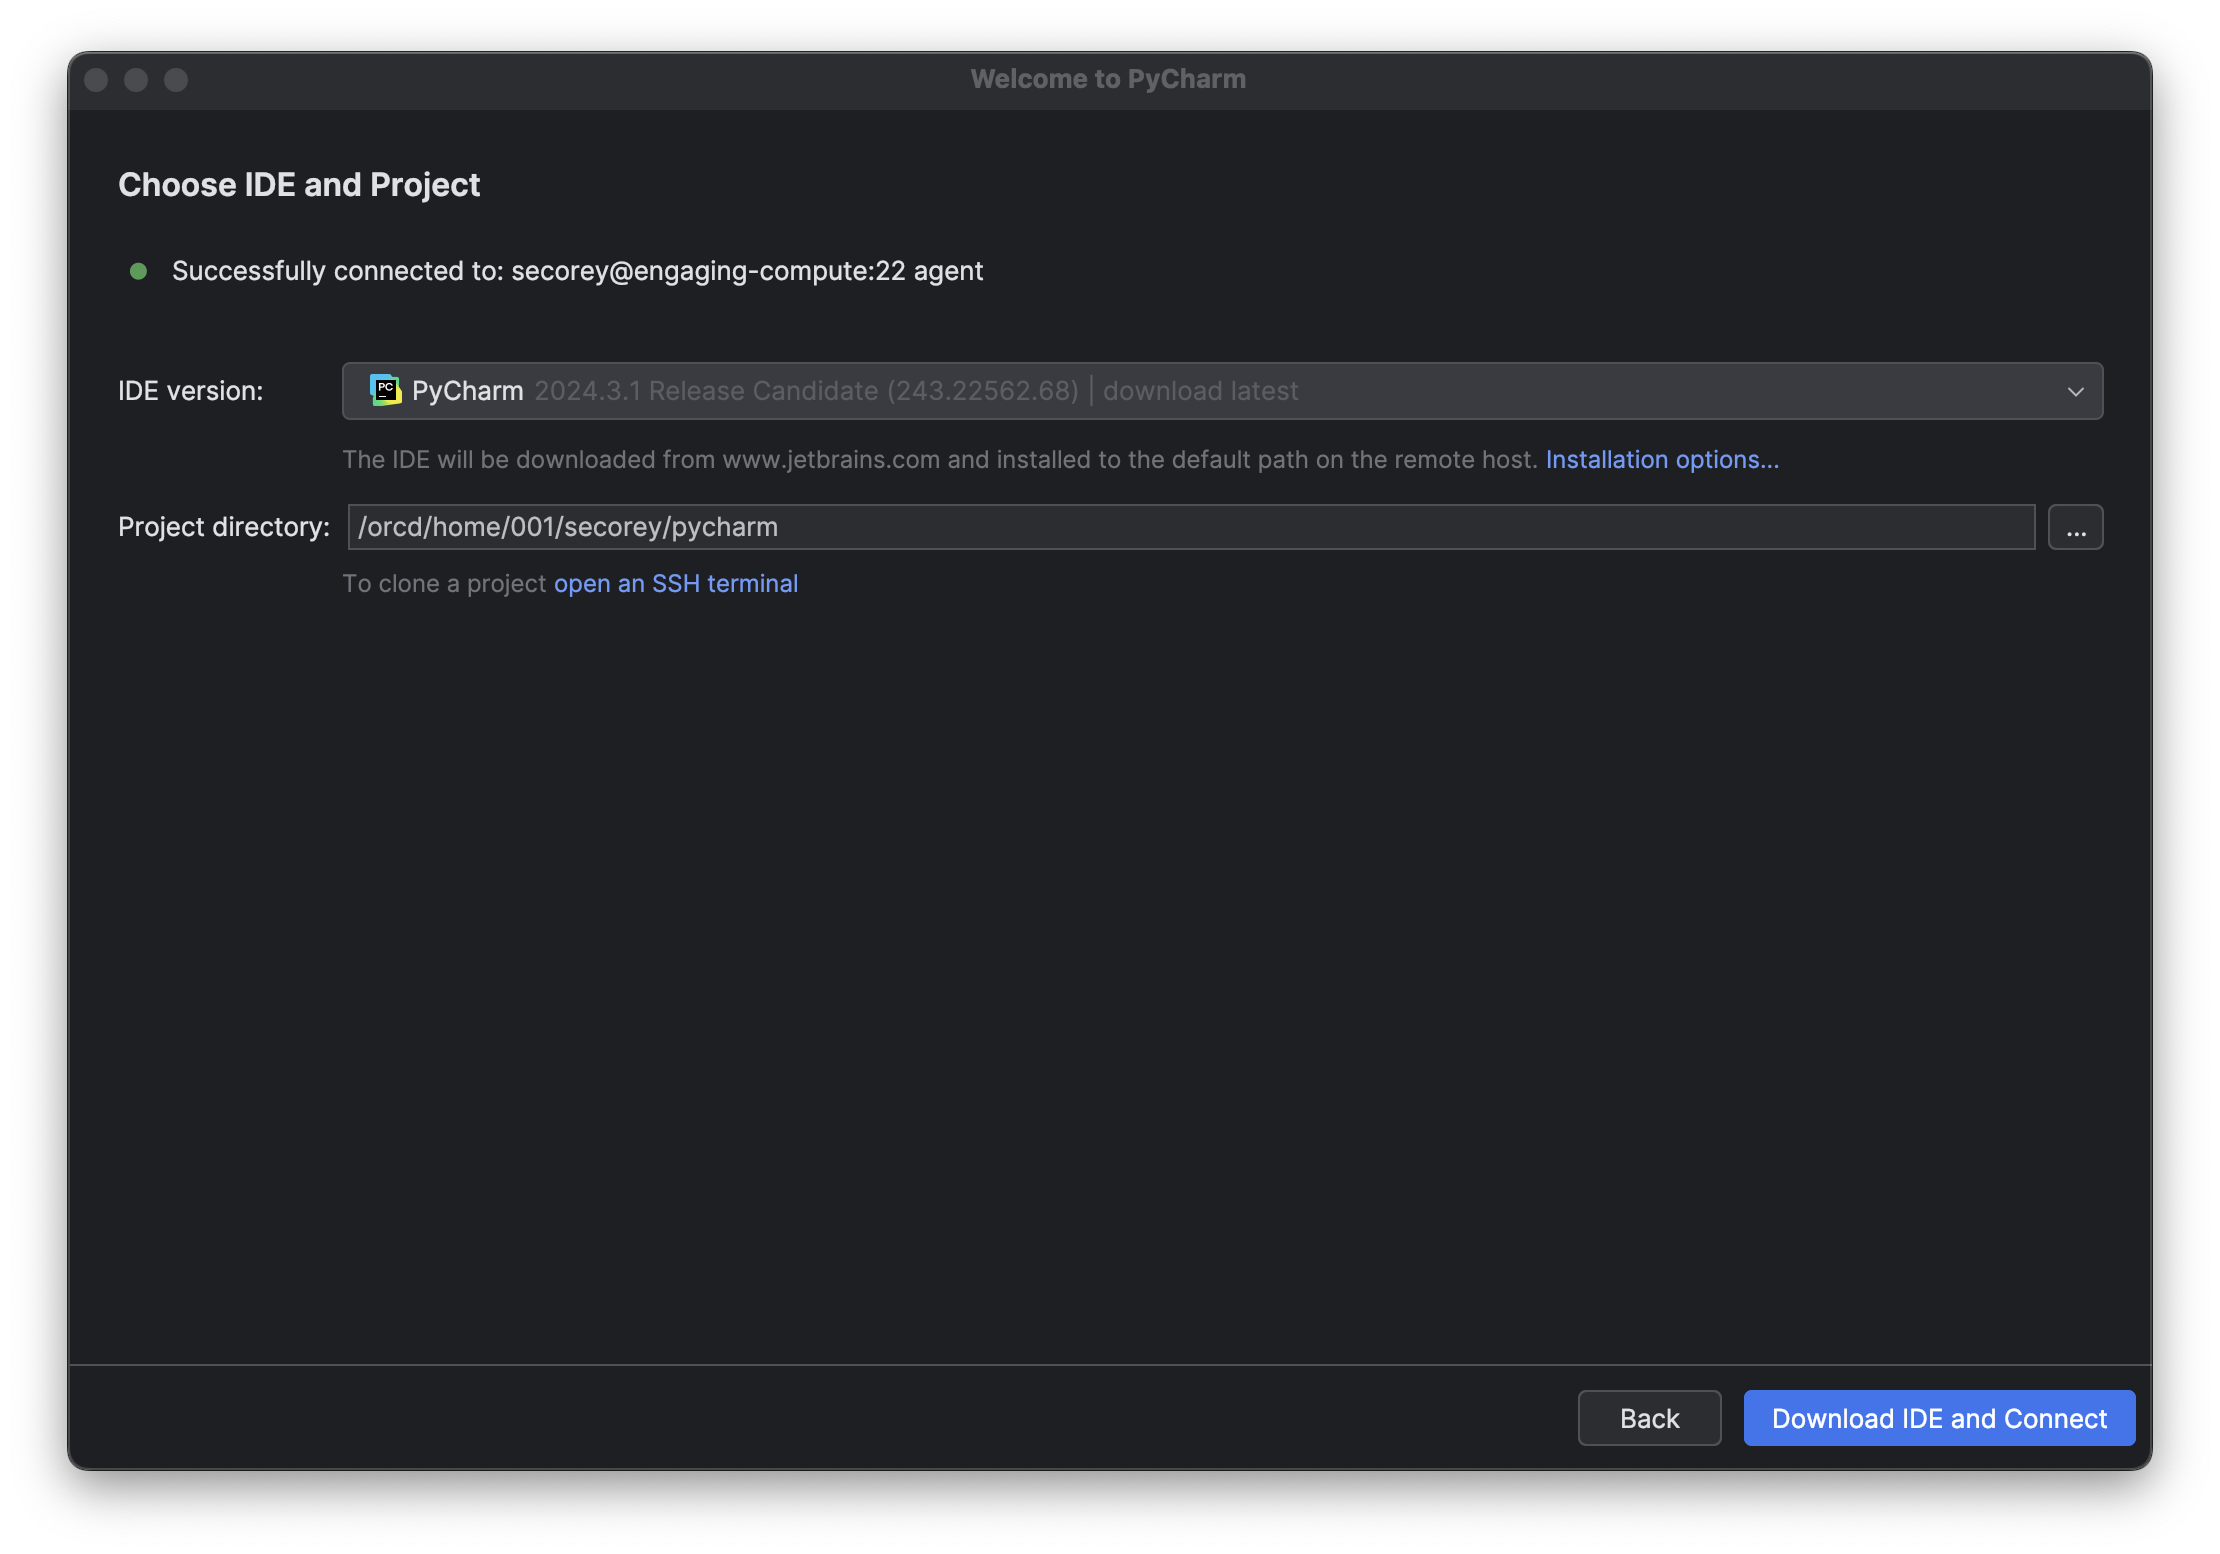 Welcome to PyCharm
Choose IDE and Project
Successfully connected to: secorey@engaging-compute:22 agent
IDE version: PC PyCharm 2024.3.1 Release Candidate (243.22562.68) | download latest
The IDE will be downloaded from www.jetbrains.com and installed to the default path on the remote host. Installation options...
Project directory: /orcd/home/001/secorey/pycharm ...
To clone a project open an SSH terminal
Back Download IDE and Connect